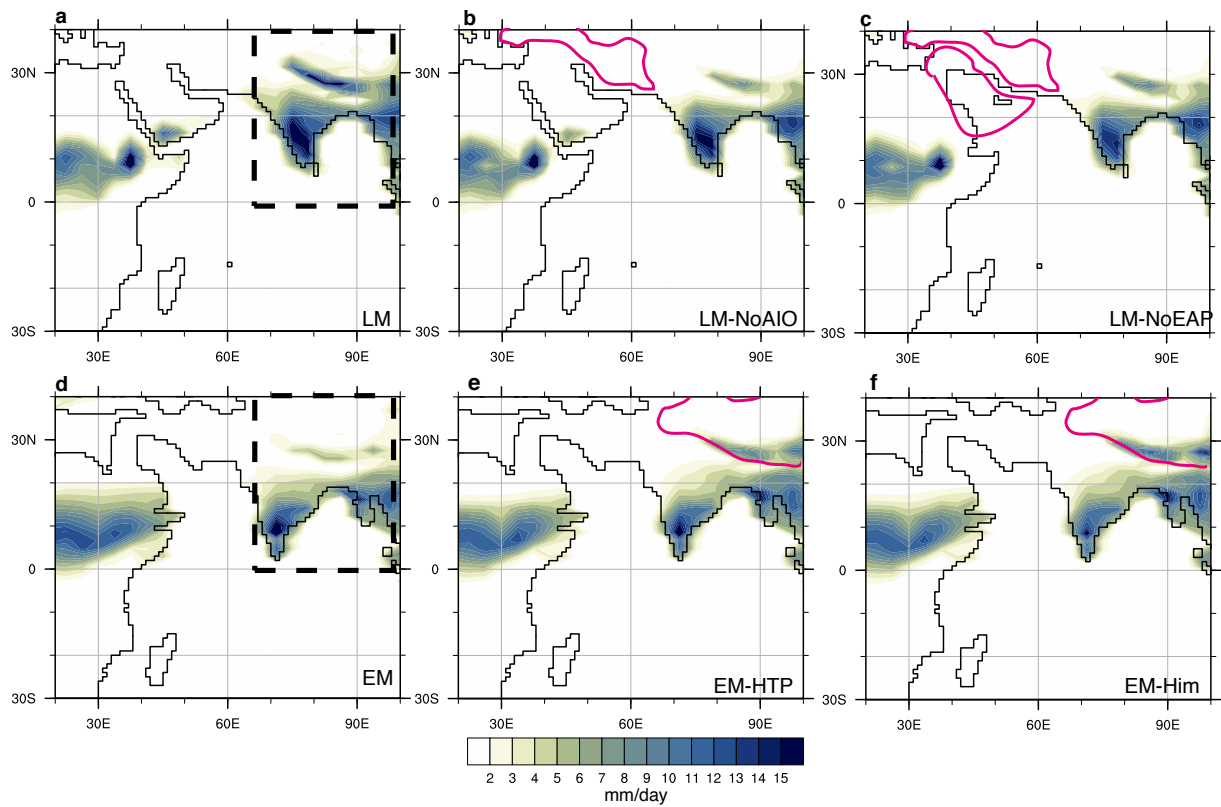 a b c
30N 30N 30N
0 0 0
30S 30S 30S
LM LM-NoAIO LM-NoEAP
30E 60E 90E 30E 60E 90E 30E 60E 90E
d e f
30N 30N 30N
0 0 0
30S 30S 30S
EM EM-HTP EM-Him
30E 60E 90E 30E 60E 90E 30E 60E 90E
2 3 4 5 6 7 8 9 10 11 12 13 14 15
mm/day